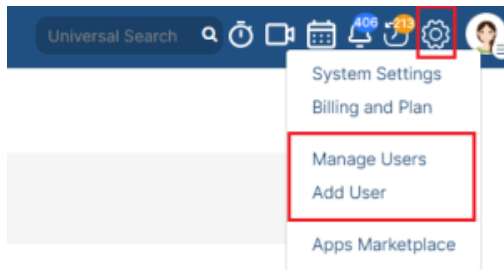 Universal Search
406
213
System Settings
Billing and Plan
Manage Users
Add User
Apps Marketplace